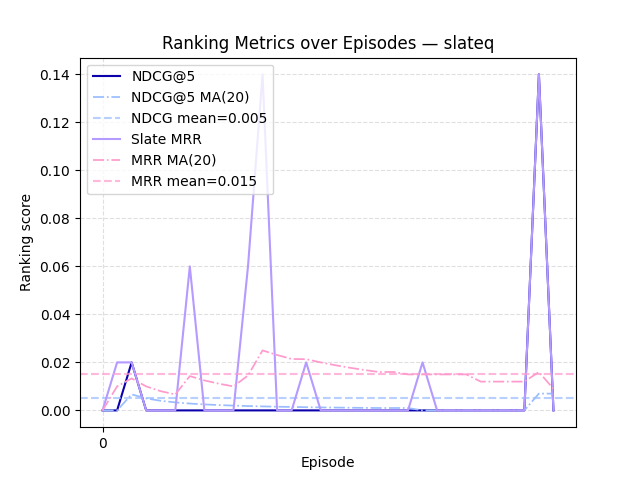 Ranking Metrics over Episodes — slateq
NDCG@5
NDCG@5 MA(20)
NDCG mean=0.005
Slate MRR
MRR MA(20)
MRR mean=0.015
0.14
0.12
0.10
0.08
0.06
0.04
0.02
0.00
Ranking score
0
Episode